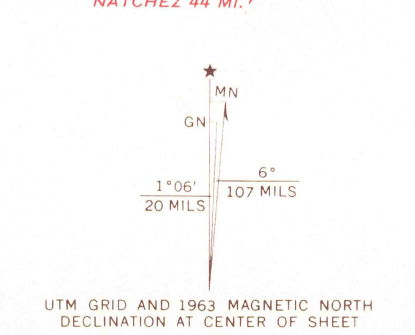 NATCHEZ 44 MI.
MN
GN
1°06′
20 MILS
6°
107 MILS
UTM GRID AND 1963 MAGNETIC NORTH
DECLINATION AT CENTER OF SHEET